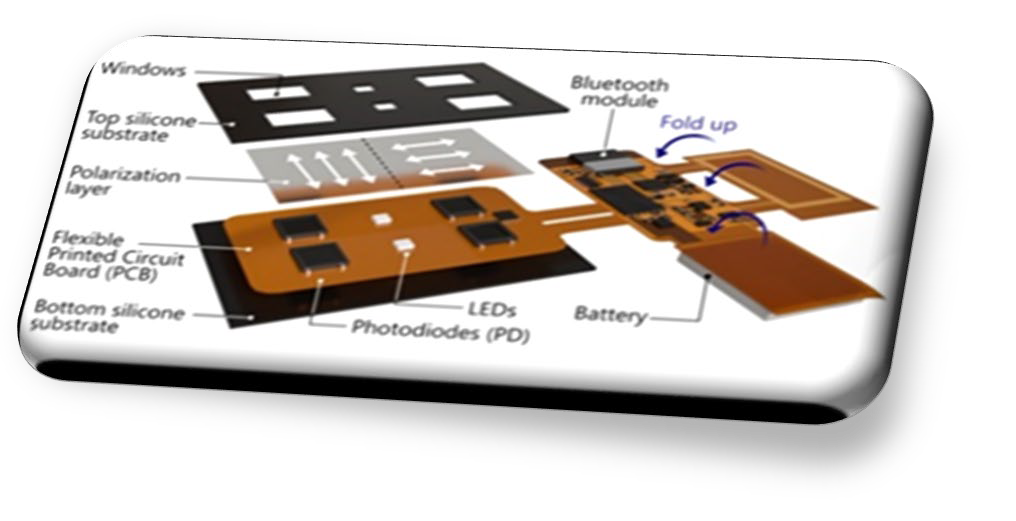 Windows
Top silicone
substrate
Polarization
layer
Flexible
Printed Circuit
Board (PCB)
Bottom silicone
substrate
Bluetooth
module
Fold up
LEDs
Photodiodes (PD)
Battery